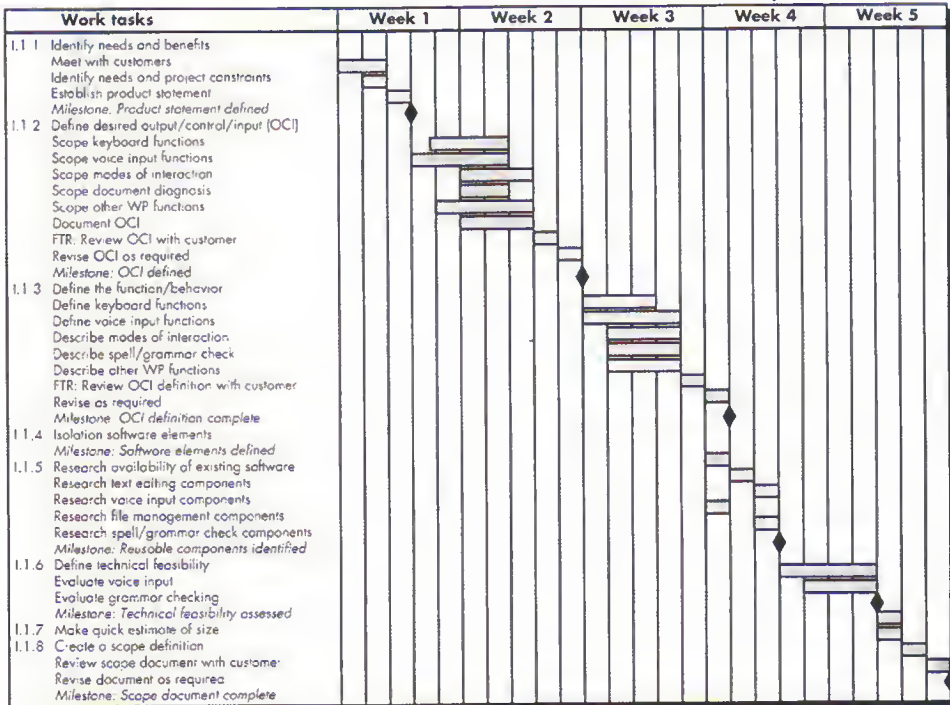 Work tasks Week 1 Week 2 Week 3 Week 4 Week 5
I.1 1 Identify needs and benefits
Meet with customers
Identify needs and project constraints
Establish product statement
Milestone. Product statement defined
I.1 2 Define desired output/control/input (OCI)
Scope keyboard functions
Scope voice input functions
Scope modes of interaction
Scope document diagnosis
Scope other WP functions
Document OCI
FTR: Review OCI with customer
Revise OCI as required
Milestone: OCI defined
I.1 3 Define the function/behavior
Define keyboard functions
Define voice input functions
Describe modes of interaction
Describe spell/grammar check
Describe other WP functions
FTR: Review OCI definition with customer
Revise as required
Milestone OCI definition complete
I.1.4 Isolation software elements
Milestone: Software elements defined
I.1.5 Research availability of existing software
Research text editing components
Research voice input components
Research file management components
Research spell/grammar check components
Milestone: Reusable components identified
I.1.6 Define technical feasibility
Evaluate voice input
Evaluate grammar checking
Milestone: Technical feasibility assessed
I.1.7 Make quick estimate of size
I.1.8 Create a scope definition
Review scope document with customer
Revise document as required
Milestone: Scope document complete